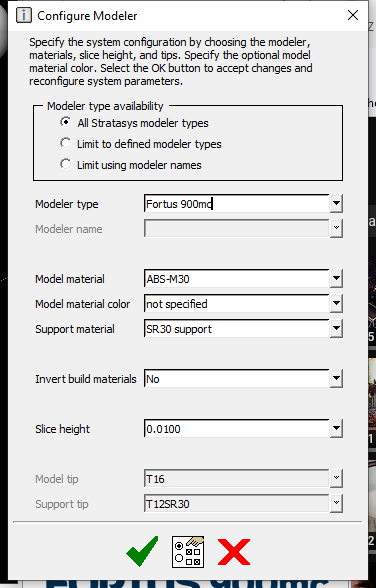 Configure Modeler
Specify the system configuration by choosing the modeler,
materials, slice height, and tips. Specify the optional model
material color. Select the OK button to accept changes and
reconfigure system parameters.
Modeler type availability
All Stratasys modeler types
Limit to defined modeler types
Limit using modeler names
Modeler type Fortus 900mc
Modeler name
Model material ABS-M30
Model material color not specified
Support material SR30 support
Invert build materials No
Slice height 0.0100
Model tip T16
Support tip T12SR30